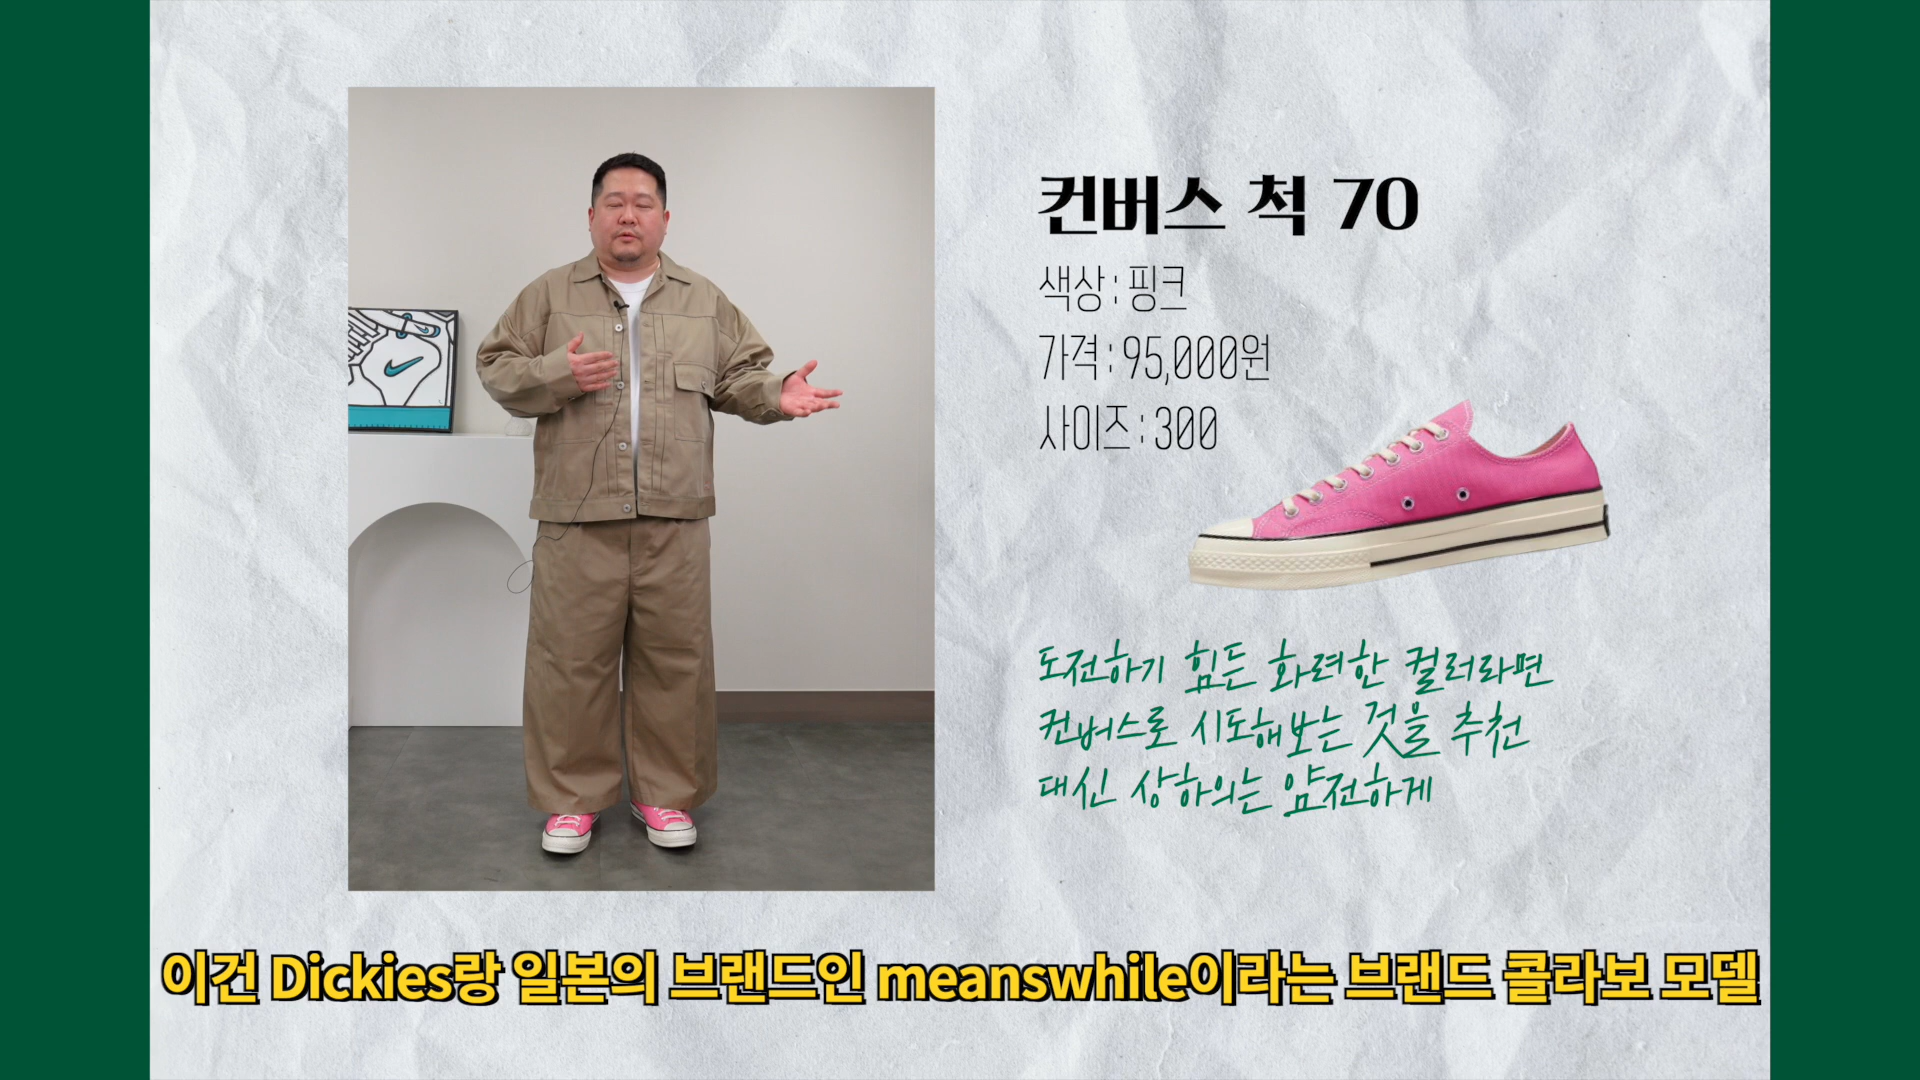 컨버스 척 70
색상 : 핑크
가격 : 95,000원
사이즈 : 300
도전하기 힘든 화려한 컬러라면
컨버스로 시도해보는 것을 추천
대신 상하의는 얌전하게
이건 Dickies랑 일본의 브랜드인 meanswhile이라는 브랜드 콜라보 모델